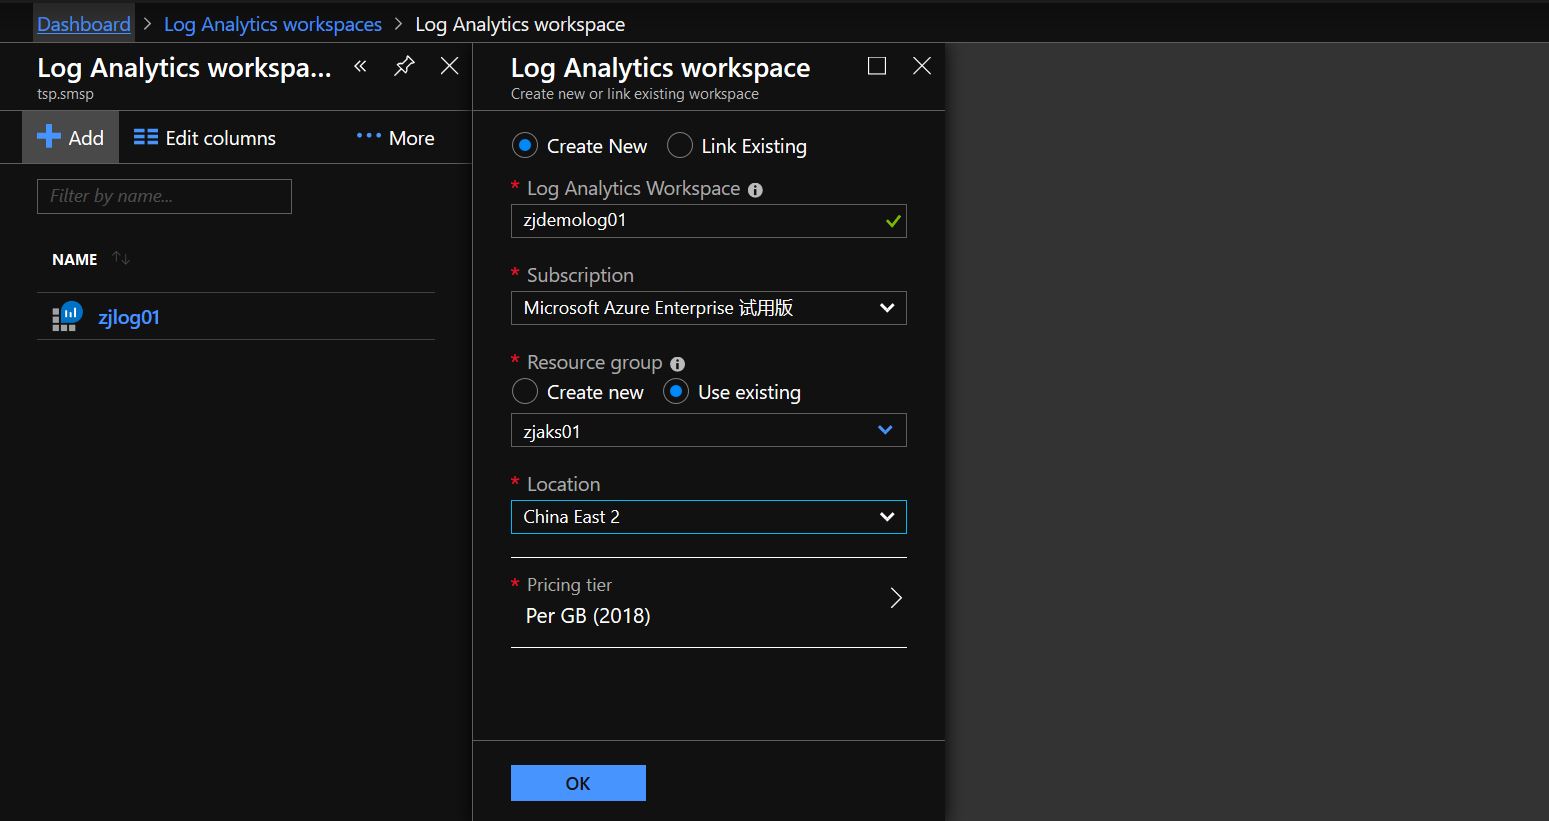 Dashboard > Log Analytics workspaces > Log Analytics workspace
Log Analytics workspa...
tsp.smsp
Add Edit columns More
Filter by name...
NAME
zjlog01
Log Analytics workspace
Create new or link existing workspace
Create New Link Existing
* Log Analytics Workspace
zjdemolog01
* Subscription
Microsoft Azure Enterprise 试用版
* Resource group
Create new Use existing
zjaks01
* Location
China East 2
* Pricing tier
Per GB (2018)
OK